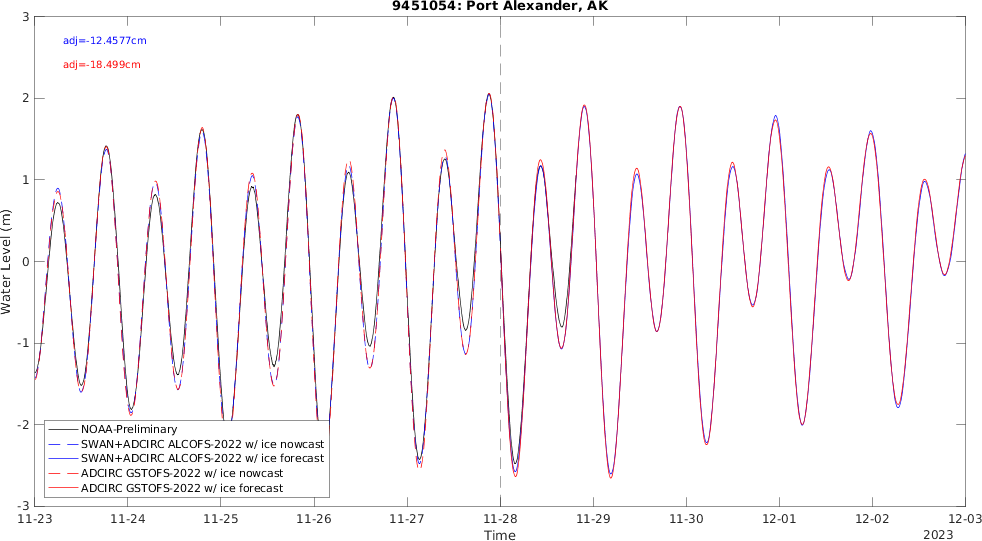 9451054: Port Alexander, AK
adj=-12.4577cm
adj=-18.499cm
Water Level (m)
3
2
1
0
-1
-2
-3
NOAA-Preliminary
SWAN+ADCIRC ALCOFS-2022 w/ ice nowcast
SWAN+ADCIRC ALCOFS-2022 w/ ice forecast
ADCIRC GSTOFS-2022 w/ ice nowcast
ADCIRC GSTOFS-2022 w/ ice forecast
11-23 11-24 11-25 11-26 11-27 11-28 11-29 11-30 12-01 12-02 12-03
Time
2023